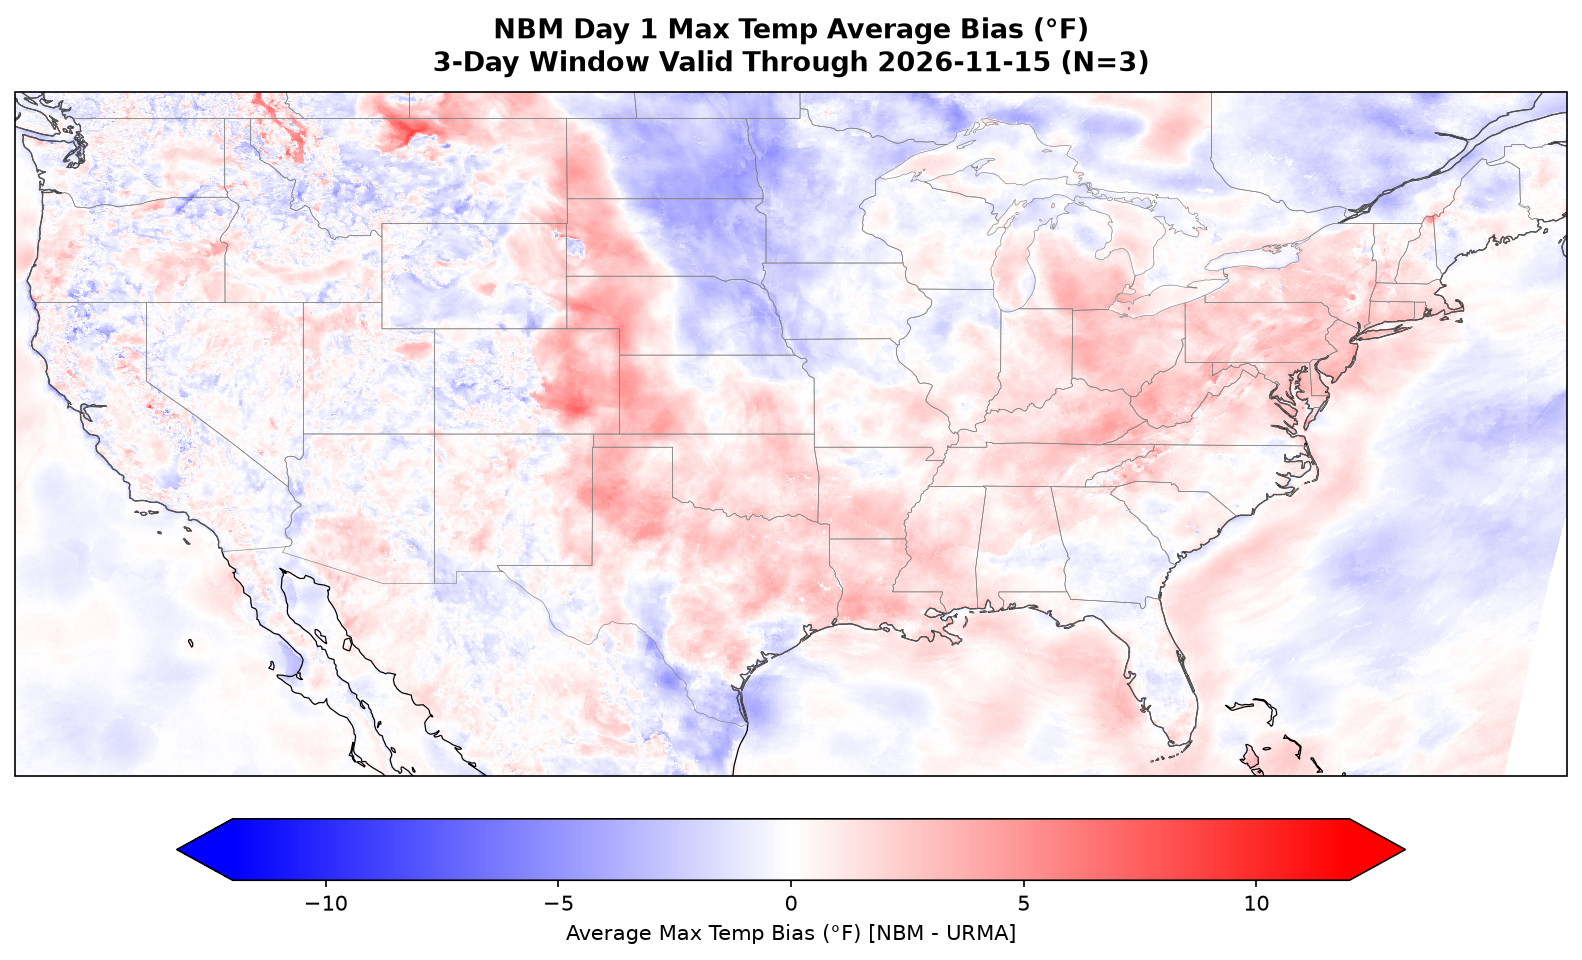 NBM Day 1 Max Temp Average Bias (°F)
3-Day Window Valid Through 2026-11-15 (N=3)
−10 −5 0 5 10
Average Max Temp Bias (°F) [NBM - URMA]